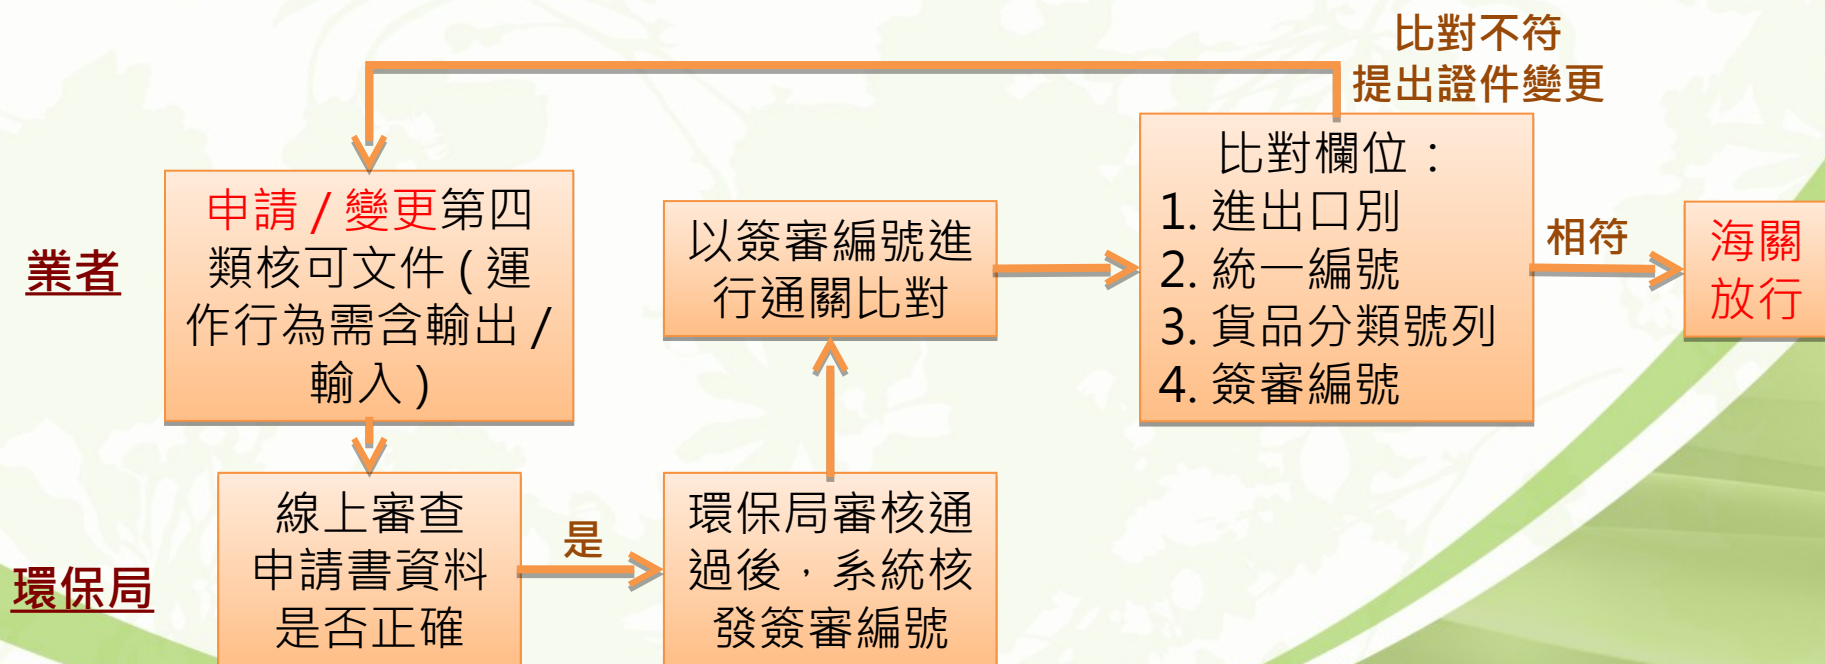 比對不符
提出證件變更
業者
申請 / 變更第四
類核可文件 ( 運
作行為需含輸出 /
輸入 )
以簽審編號進
行通關比對
比對欄位：
1. 進出口別
2. 統一編號
3. 貨品分類號列
4. 簽審編號
相符
海關
放行
環保局
線上審查
申請書資料
是否正確
是
環保局審核通
過後，系統核
發簽審編號